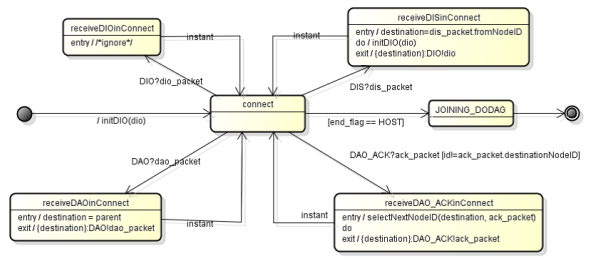 receiveDIOinConnect
entry / /*ignore*/
instant
DIO?dio_packet
receiveDISinConnect
entry / destination=dis_packet.fromNodeID
do / initDIO(dio)
exit / {destination}:DIO!dio
instant
DIS?dis_packet
/ initDIO(dio)
connect
[end_flag == HOST]
JOINING_DODAG
DAO?dao_packet
DAO_ACK?ack_packet [id!=ack_packet.destinationNodeID]
receiveDAOinConnect
entry / destination = parent
exit / {destination}:DAO!dao_packet
instant
receiveDAO_ACKinConnect
entry / selectNextNodeID(destination, ack_packet)
do
exit / {destination}:DAO_ACK!ack_packet
instant